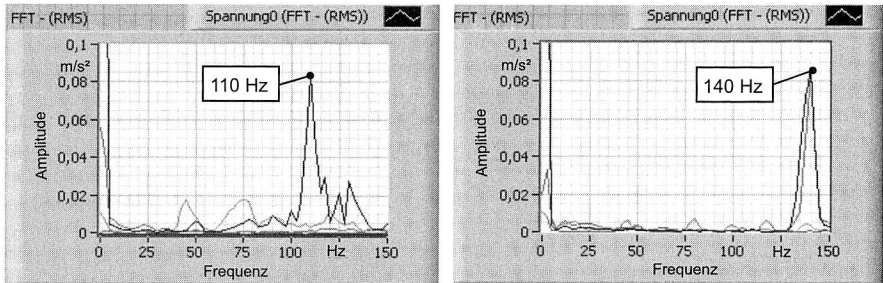 FFT - (RMS)
Spannung0 (FFT - (RMS))
0,1
m/s²
0,08
0,06
0,04
0,02
0
Amplitude
110 Hz
0 25 50 75 100 Hz 150
Frequenz
FFT - (RMS)
Spannung0 (FFT - (RMS))
0,1
m/s²
0,08
0,06
0,04
0,02
0
Amplitude
140 Hz
0 25 50 75 100 Hz 150
Frequenz